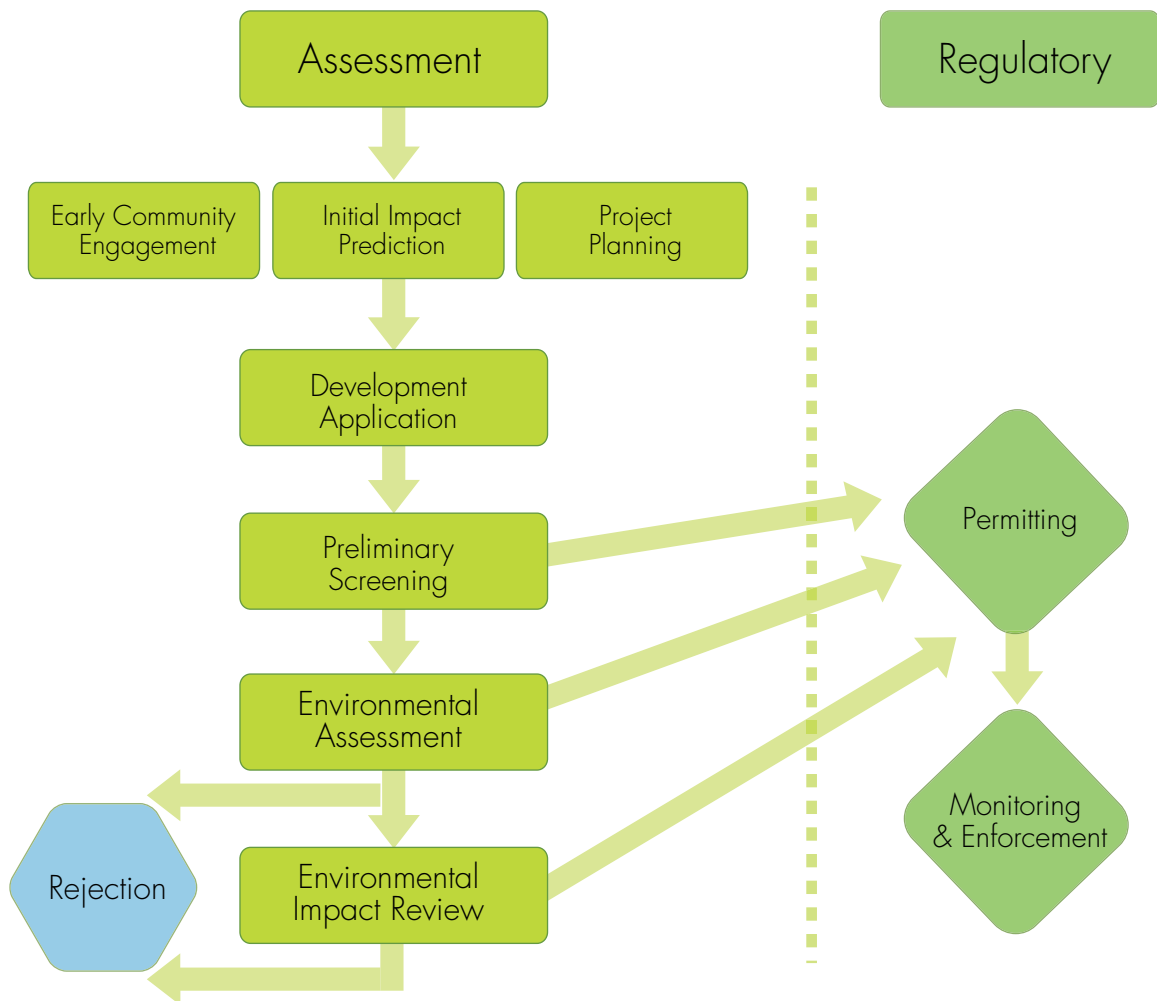 Assessment
Regulatory
Early Community
Engagement
Initial Impact
Prediction
Project
Planning
Development
Application
Preliminary
Screening
Permitting
Environmental
Assessment
Monitoring
& Enforcement
Rejection
Environmental
Impact Review